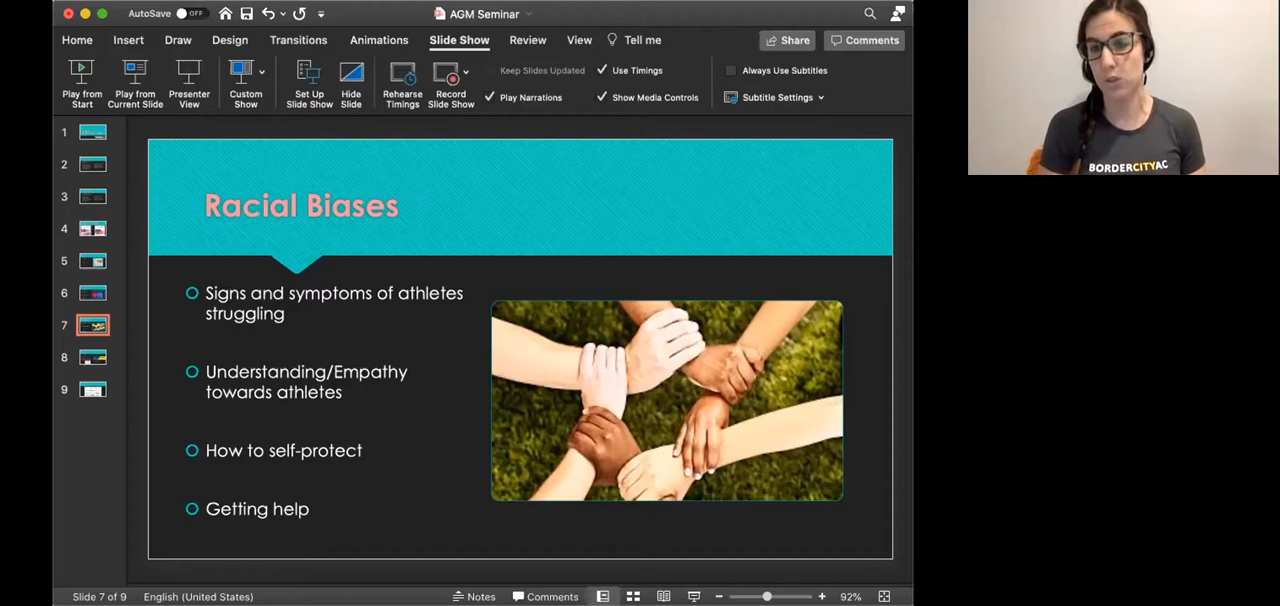 AutoSave OFF
AGM Seminar
Home Insert Draw Design Transitions Animations Slide Show Review View Tell me Share Comments
Play from Start
Play from Current Slide
Presenter View
Custom Show
Set Up Slide Show
Hide Slide
Rehearse Timings
Record Slide Show
Keep Slides Updated
Use Timings
Play Narrations
Show Media Controls
Always Use Subtitles
Subtitle Settings
1
2
3
4
5
6
7
8
9
Racial Biases
Signs and symptoms of athletes
struggling
Understanding/Empathy
towards athletes
How to self-protect
Getting help
BORDERCITYAC
Slide 7 of 9 English (United States) Notes Comments 92%